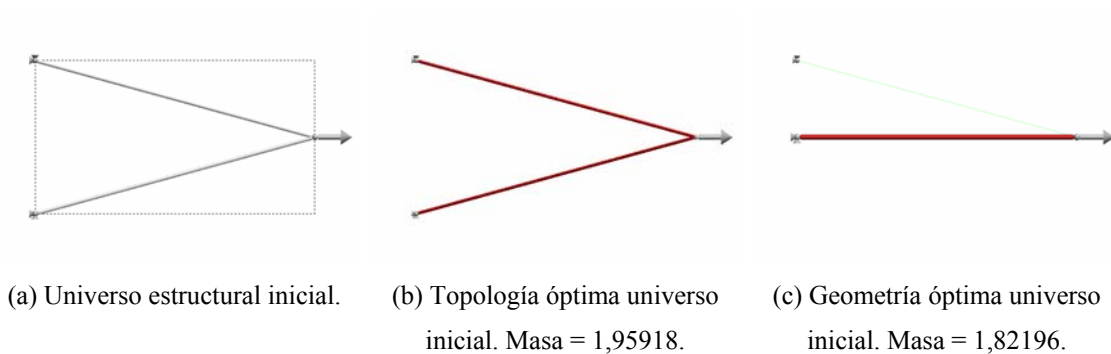 (a) Universo estructural inicial.
(b) Topología óptima universo
inicial. Masa = 1,95918.
(c) Geometría óptima universo
inicial. Masa = 1,82196.